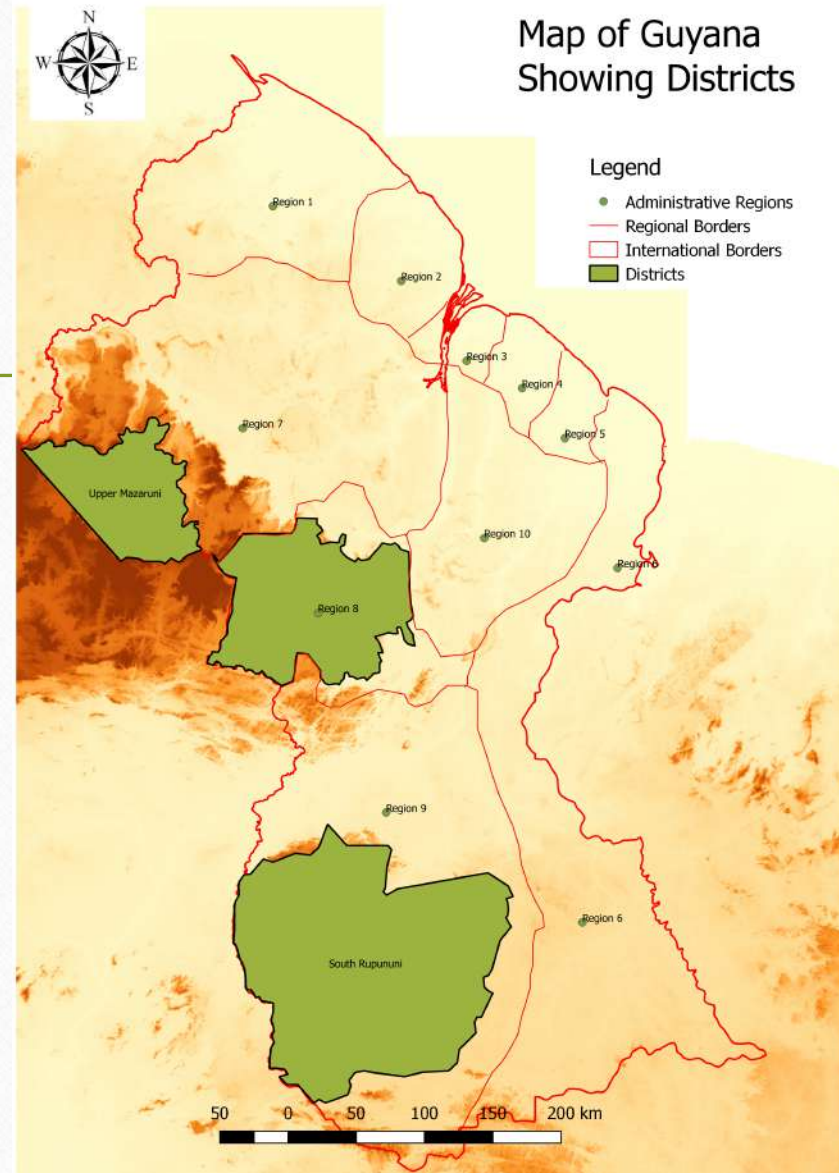 N
W E
S
Map of Guyana
Showing Districts
Legend
Administrative Regions
Regional Borders
International Borders
Districts
Region 1
Region 2
Region 3
Region 4
Region 7
Region 5
Upper Mazaruni
Region 10
Region 6
Region 8
Region 9
Region 6
South Rupununi
50 0 50 100 150 200 km